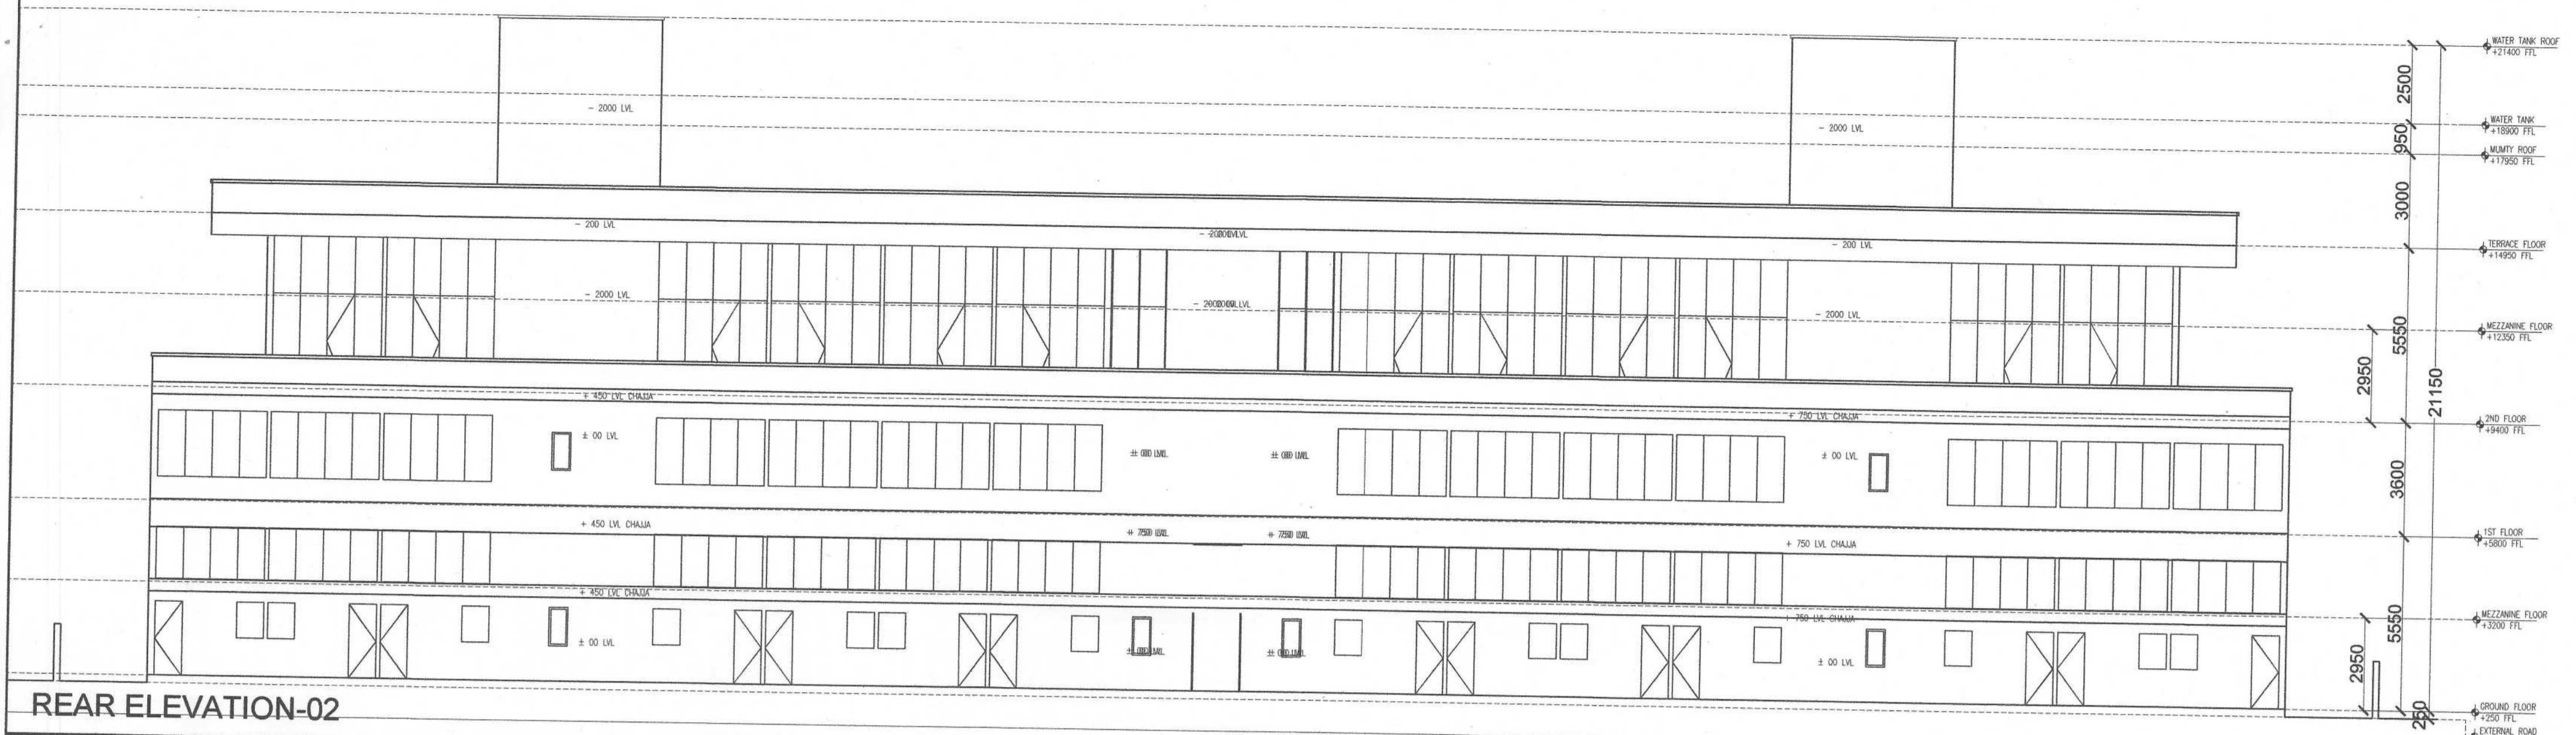 WATER TANK ROOF
+21400 FFL
2500
- 2000 LVL
- 2000 LVL
WATER TANK
+18900 FFL
950
MUMTY ROOF
+17950 FFL
3000
- 200 LVL
- 200 LVL
TERRACE FLOOR
+14950 FFL
- 2000 LVL
- 2000 LVL
MEZZANINE FLOOR
+12350 FFL
5550
2950
21150
+ 450 LVL CHAJJA
+ 750 LVL CHAJJA
2ND FLOOR
+9400 FFL
± 00 LVL
± 00 LVL
3600
+ 450 LVL CHAJJA
+ 750 LVL CHAJJA
1ST FLOOR
+5800 FFL
+ 450 LVL CHAJJA
+ 750 LVL CHAJJA
MEZZANINE FLOOR
+3200 FFL
5550
± 00 LVL
± 00 LVL
2950
REAR ELEVATION-02
250
GROUND FLOOR
+250 FFL
EXTERNAL ROAD